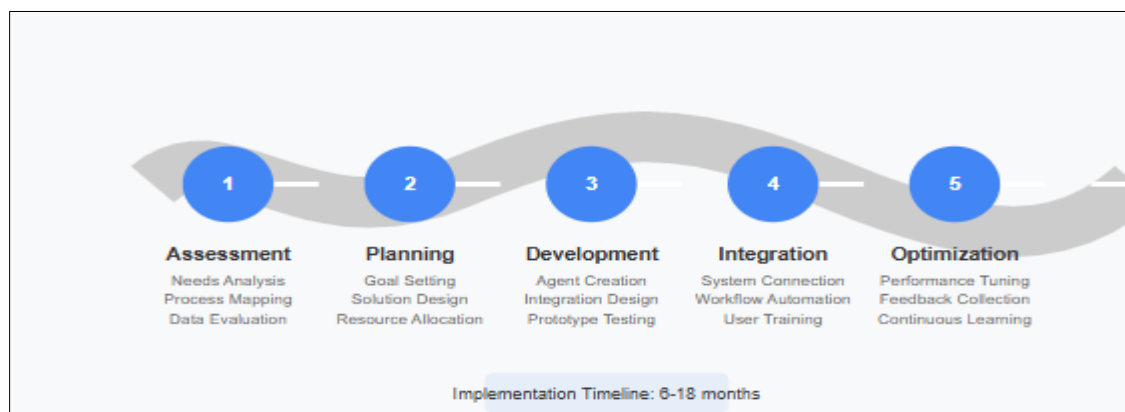 1
2
3
4
5
Assessment
Needs Analysis
Process Mapping
Data Evaluation
Planning
Goal Setting
Solution Design
Resource Allocation
Development
Agent Creation
Integration Design
Prototype Testing
Integration
System Connection
Workflow Automation
User Training
Optimization
Performance Tuning
Feedback Collection
Continuous Learning
Implementation Timeline: 6-18 months